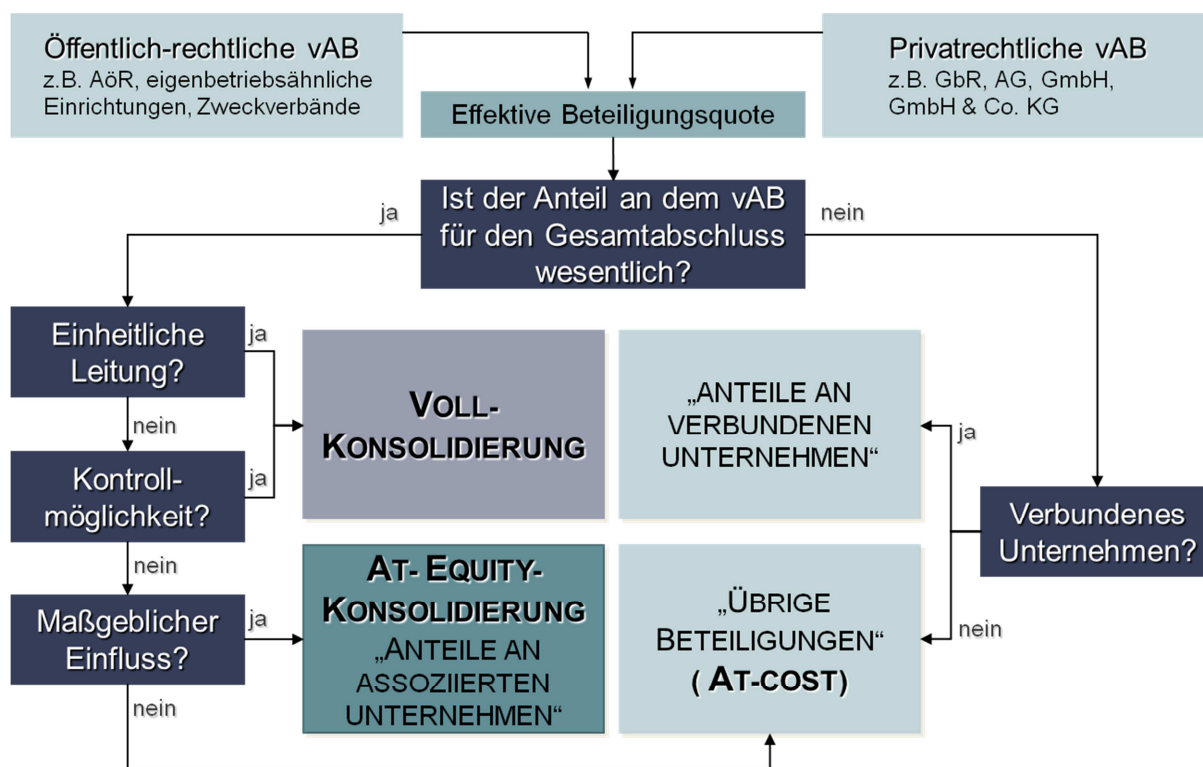 Öffentlich-rechtliche vAB
z.B. AöR, eigenbetriebsähnliche
Einrichtungen, Zweckverbände
Privatrechtliche vAB
z.B. GbR, AG, GmbH,
GmbH & Co. KG
Effektive Beteiligungsquote
Ist der Anteil an dem vAB
für den Gesamtabschluss
wesentlich?
ja
nein
Einheitliche
Leitung?
ja
nein
VOLL-
KONSOLIDIERUNG
„ANTEILE AN
VERBUNDENEN
UNTERNEHMEN“
ja
Kontroll-
möglichkeit?
ja
nein
Verbundenes
Unternehmen?
Maßgeblicher
Einfluss?
ja
nein
AT- EQUITY-
KONSOLIDIERUNG
„ANTEILE AN
ASSOZIIERTEN
UNTERNEHMEN“
„ÜBRIGE
BETEILIGUNGEN“
( AT-COST)
nein